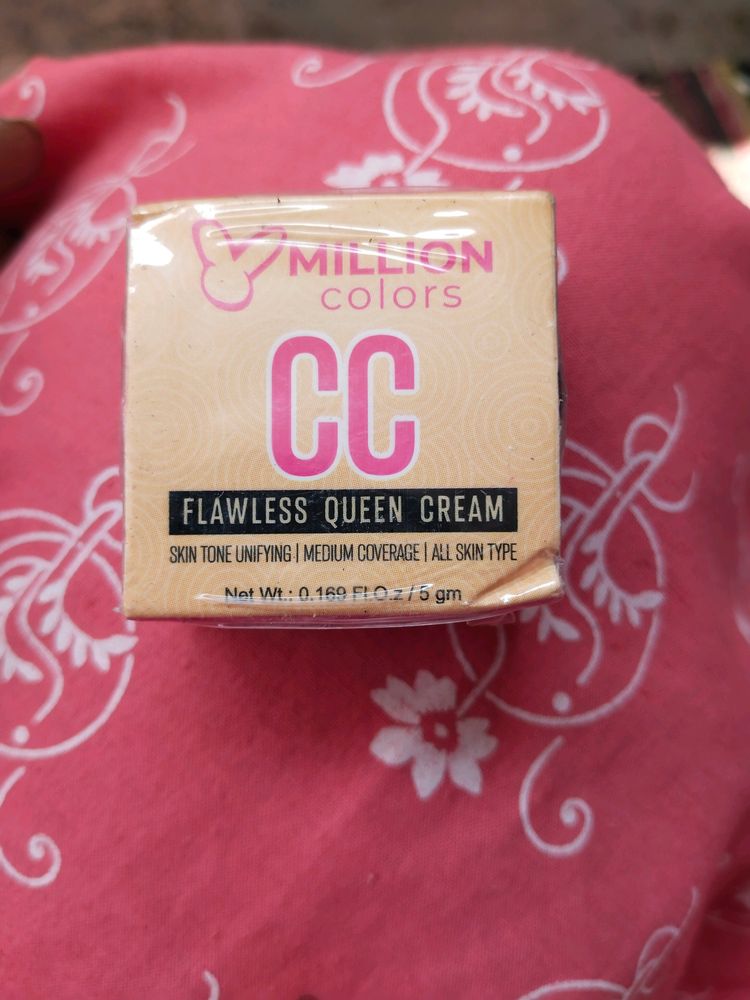 MILLION
colors
CC
FLAWLESS QUEEN CREAM
SKIN TONE UNIFYING | MEDIUM COVERAGE | ALL SKIN TYPE
Net Wt.: 0.169 Fl O.z / 5 gm